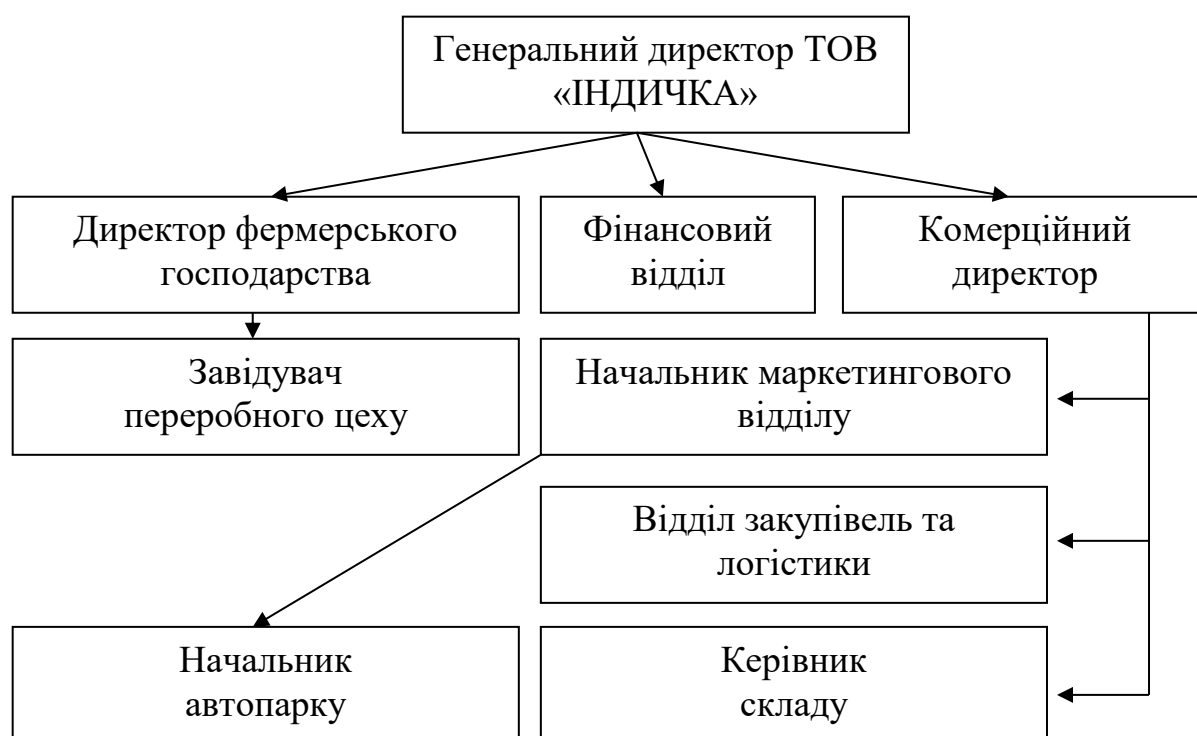 Генеральний директор ТОВ
«ІНДИЧКА»
Директор фермерського
господарства
Фінансовий
відділ
Комерційний
директор
Завідувач
переробного цеху
Начальник маркетингового
відділу
Відділ закупівель та
логістики
Начальник
автопарку
Керівник
складу